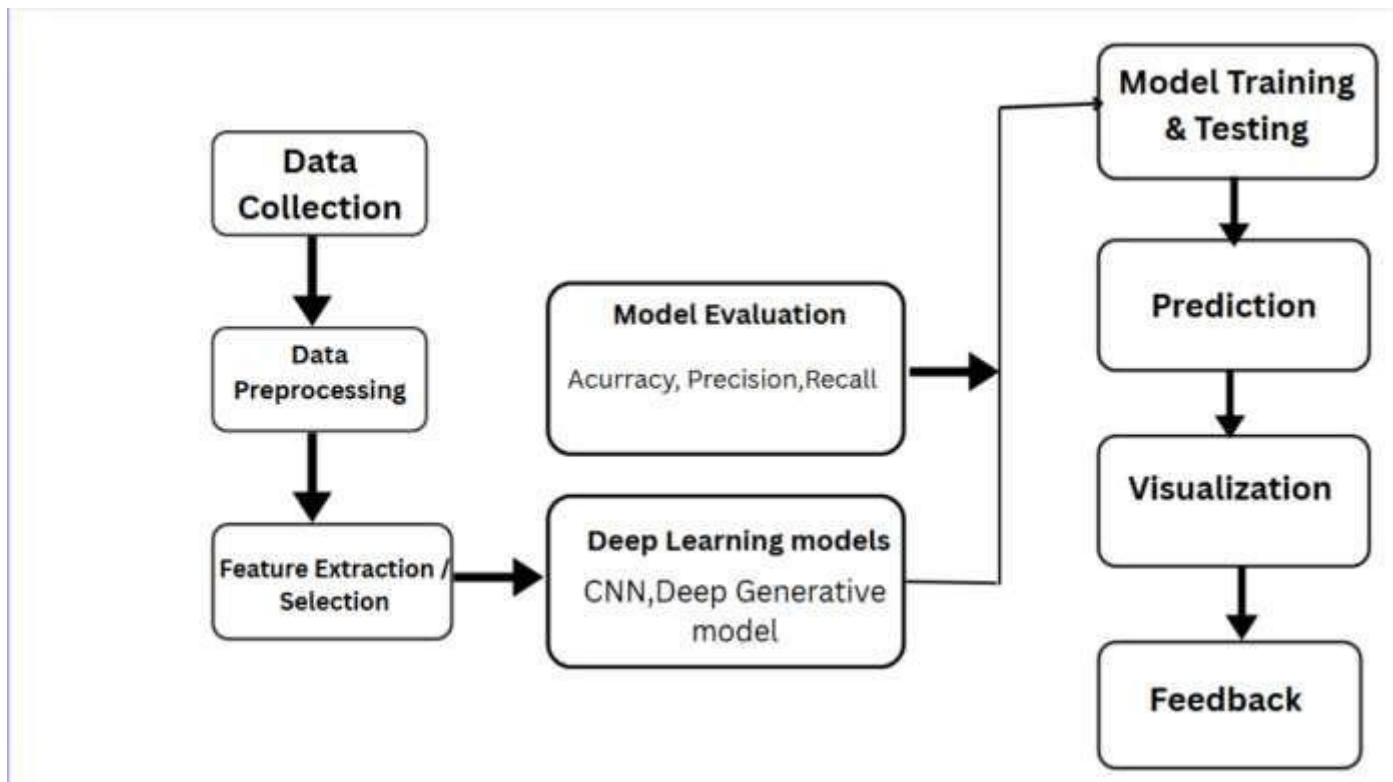 Data
Collection
Data
Preprocessing
Feature Extraction /
Selection
Model Evaluation
Acurracy, Precision,Recall
Deep Learning models
CNN,Deep Generative
model
Model Training
& Testing
Prediction
Visualization
Feedback